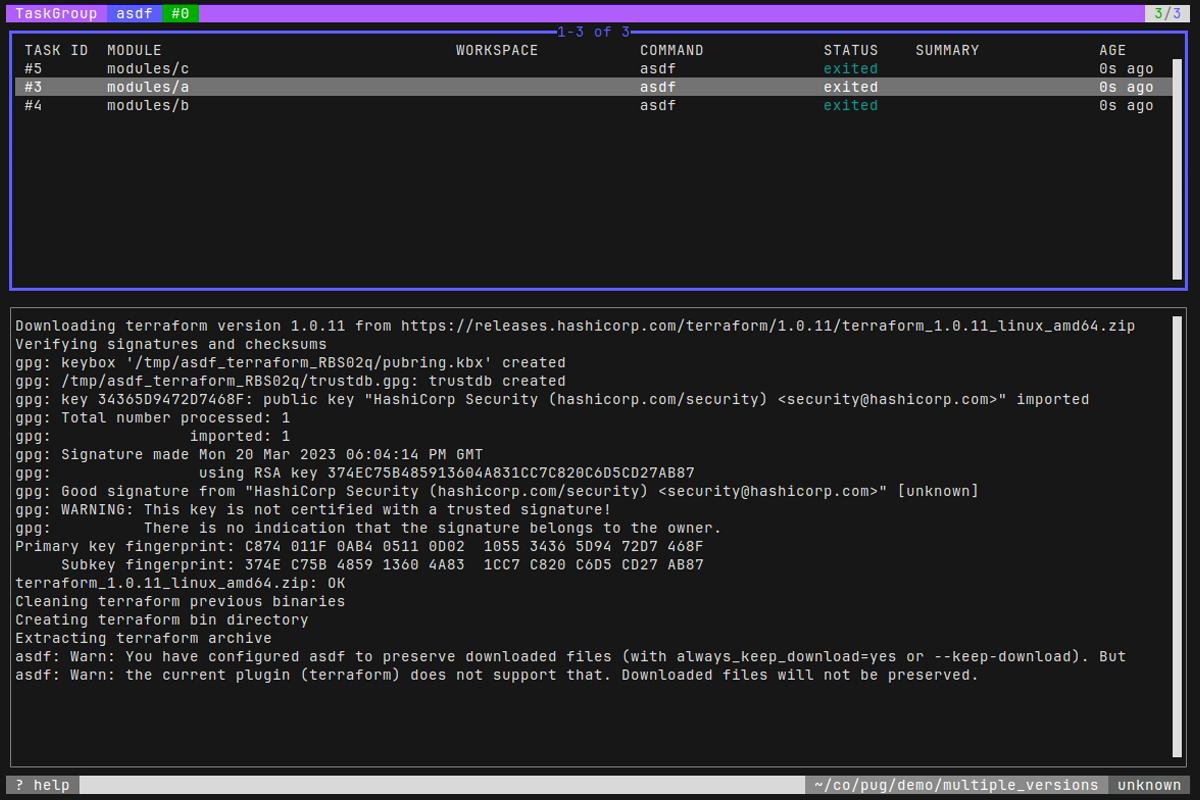 TaskGroup asdf #0 3/3
1-3 of 3
TASK ID MODULE WORKSPACE COMMAND STATUS SUMMARY AGE
#5 modules/c asdf exited 0s ago
#3 modules/a asdf exited 0s ago
#4 modules/b asdf exited 0s ago
Downloading terraform version 1.0.11 from https://releases.hashicorp.com/terraform/1.0.11/terraform_1.0.11_linux_amd64.zip
Verifying signatures and checksums
gpg: keybox '/tmp/asdf_terraform_RBS02q/pubring.kbx' created
gpg: /tmp/asdf_terraform_RBS02q/trustdb.gpg: trustdb created
gpg: key 34365D9472D7468F: public key "HashiCorp Security (hashicorp.com/security) <security@hashicorp.com>" imported
gpg: Total number processed: 1
gpg:               imported: 1
gpg: Signature made Mon 20 Mar 2023 06:04:14 PM GMT
gpg:                using RSA key 374EC75B485913604A831CC7C820C6D5CD27AB87
gpg: Good signature from "HashiCorp Security (hashicorp.com/security) <security@hashicorp.com>" [unknown]
gpg: WARNING: This key is not certified with a trusted signature!
gpg:          There is no indication that the signature belongs to the owner.
Primary key fingerprint: C874 011F 0AB4 0511 0D02  1055 3436 5D94 72D7 468F
     Subkey fingerprint: 374E C75B 4859 1360 4A83  1CC7 C820 C6D5 CD27 AB87
terraform_1.0.11_linux_amd64.zip: OK
Cleaning terraform previous binaries
Creating terraform bin directory
Extracting terraform archive
asdf: Warn: You have configured asdf to preserve downloaded files (with always_keep_download=yes or --keep-download). But
asdf: Warn: the current plugin (terraform) does not support that. Downloaded files will not be preserved.
? help ~/co/pug/demo/multiple_versions unknown